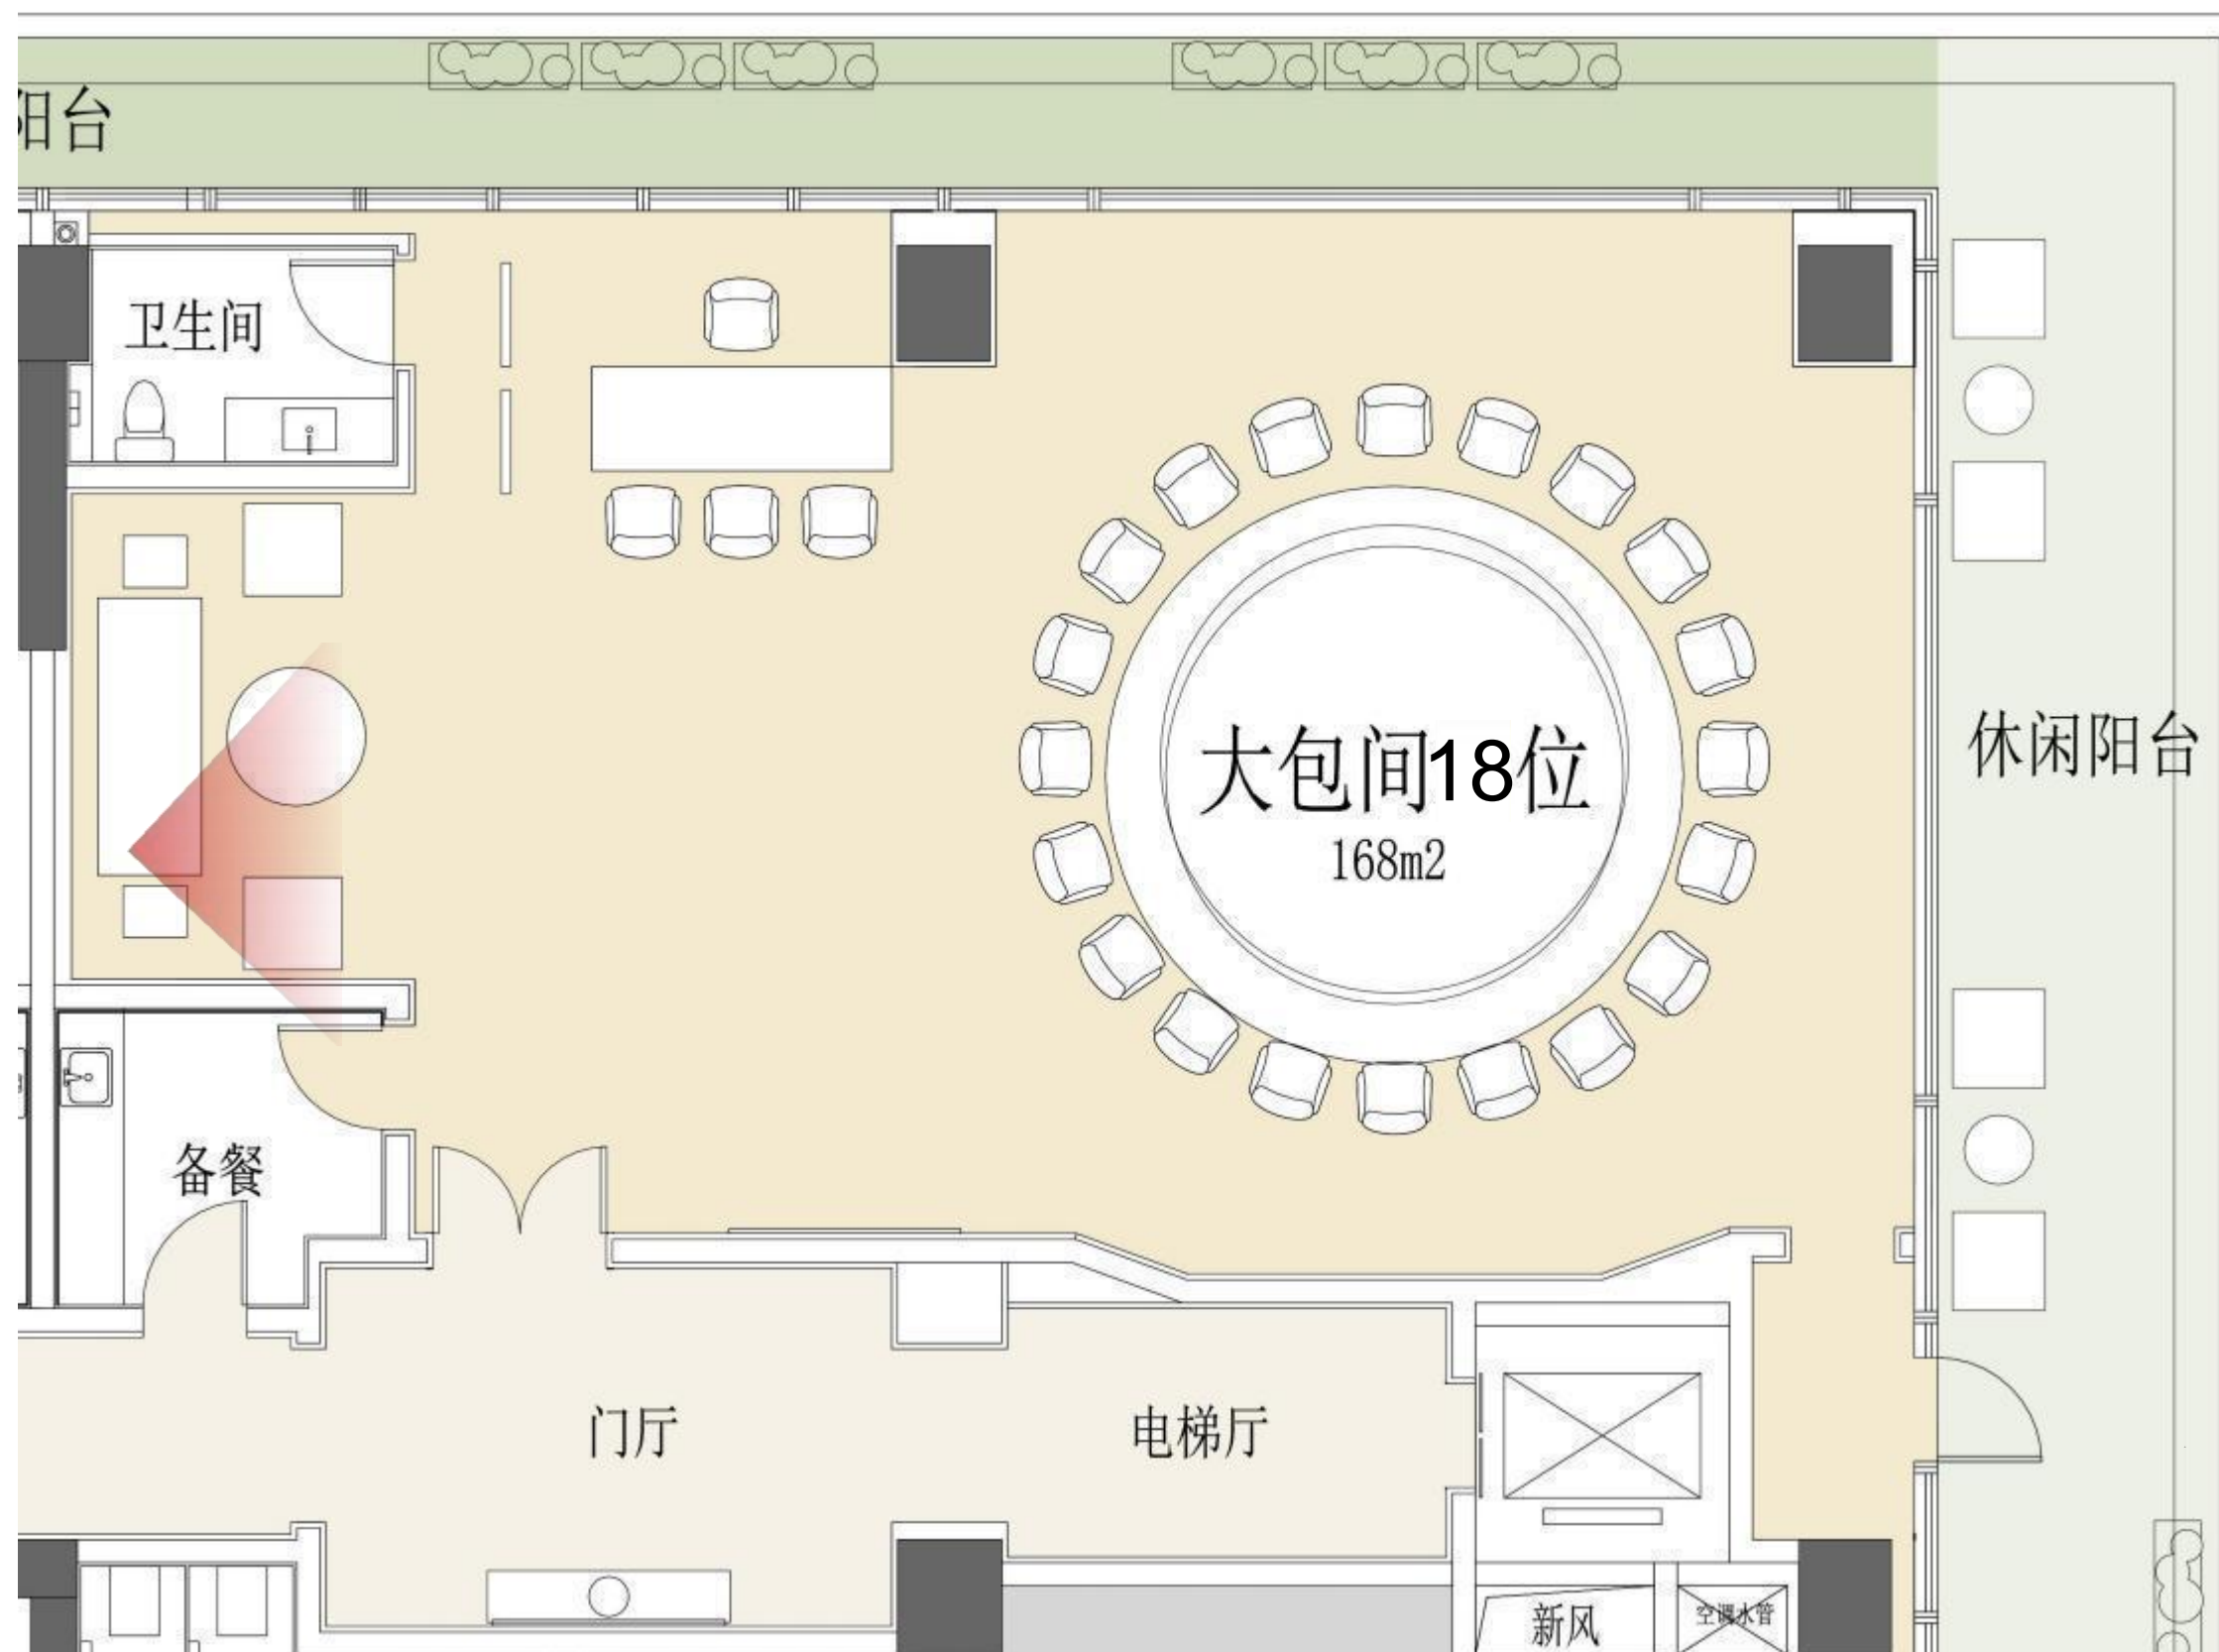 阳台
卫生间
大包间18位
168m2
休闲阳台
备餐
门厅
电梯厅
新风
空调水管